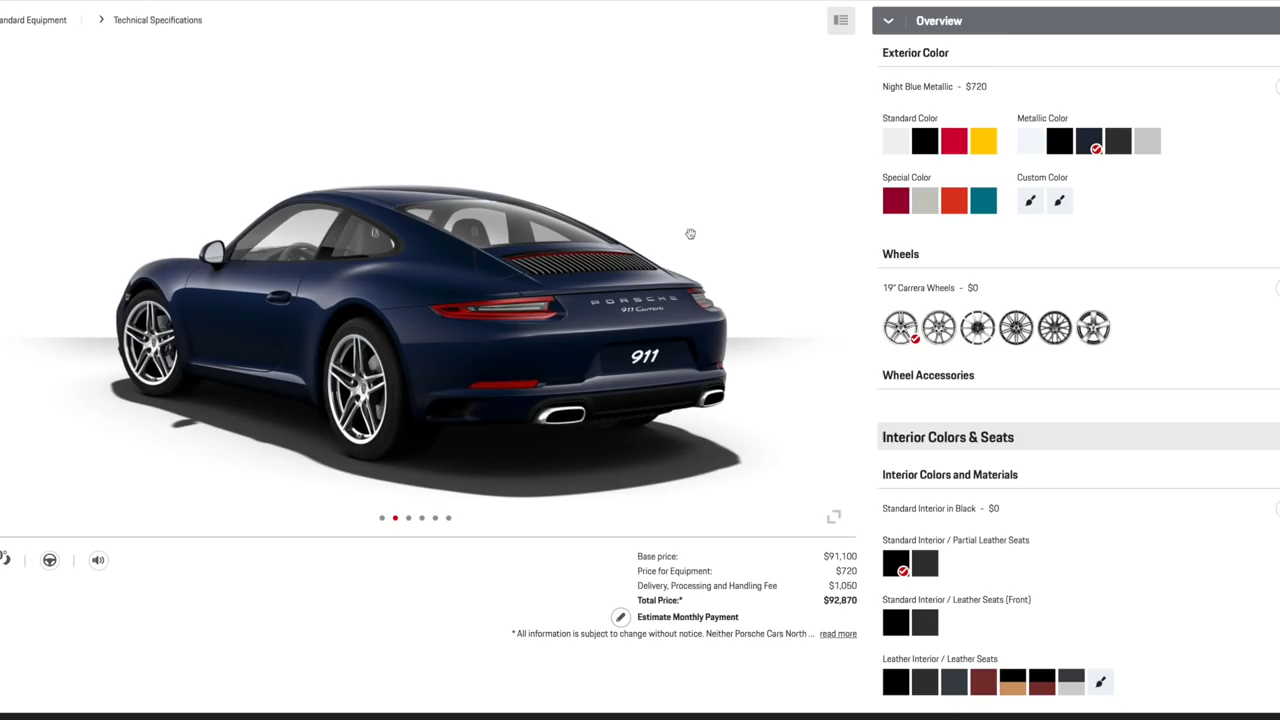 andard Equipment
Technical Specifications
Overview
Exterior Color
Night Blue Metallic - $720
Standard Color
Metallic Color
Special Color
Custom Color
Wheels
19" Carrera Wheels - $0
Wheel Accessories
Interior Colors & Seats
Interior Colors and Materials
Standard Interior in Black - $0
Standard Interior / Partial Leather Seats
Standard Interior / Leather Seats (Front)
Leather Interior / Leather Seats
PORSCHE
911 Carrera
911
Base price: $91,100
Price for Equipment: $720
Delivery, Processing and Handling Fee $1,050
Total Price:* $92,870
Estimate Monthly Payment
* All information is subject to change without notice. Neither Porsche Cars North ... read more